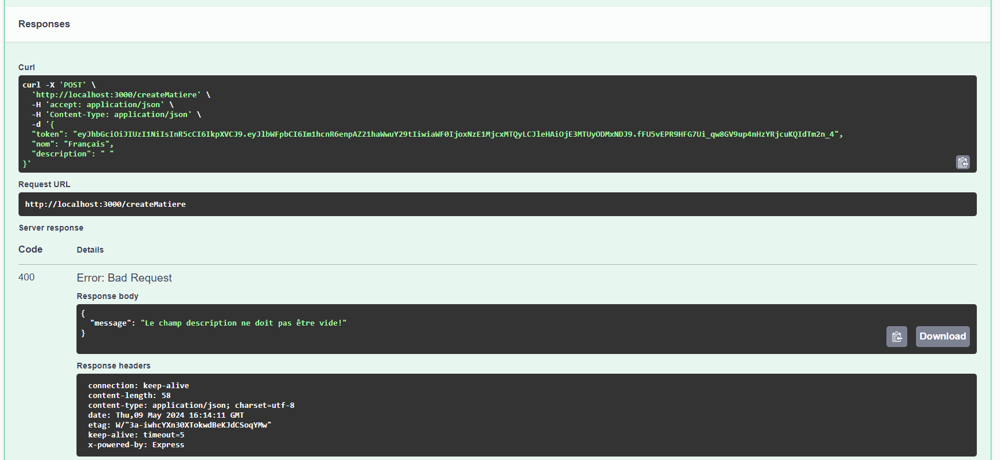 Responses
Curl
curl -X 'POST' \
'http://localhost:3000/createMatiere' \
-H 'accept: application/json' \
-H 'Content-Type: application/json' \
-d '{
"token": "eyJhbGciOiJIUzI1NiIsInR5cCI6IkpXVCJ9.eyJlbWFpbCI6Im1hcnR6enpAZ21haWwuY29tIiwiaWF0IjoxNzE1MjcxMTQyLCJleHAiOjE3MTUyODMxNDJ9.fFU5vEPR9HFG7Ui_qw8GV9up4nHzYRjcuKQIdTm2n_4",
"nom": "Français",
"description": " "
}'
Request URL
http://localhost:3000/createMatiere
Server response
Code Details
400 Error: Bad Request
Response body
{
"message": "Le champ description ne doit pas être vide!"
}
Download
Response headers
connection: keep-alive
content-length: 58
content-type: application/json; charset=utf-8
date: Thu,09 May 2024 16:14:11 GMT
etag: W/"3a-iwhcYXn30XTokwdBeKJdCSoqYMw"
keep-alive: timeout=5
x-powered-by: Express